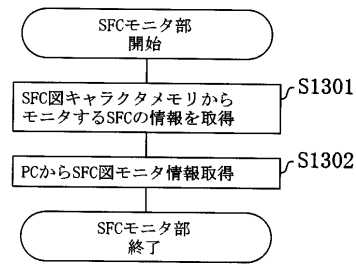 SFCモニタ部
開始
S1301
SFC図キャラクタメモリから
モニタするSFCの情報を取得
S1302
PCからSFC図モニタ情報取得
SFCモニタ部
終了